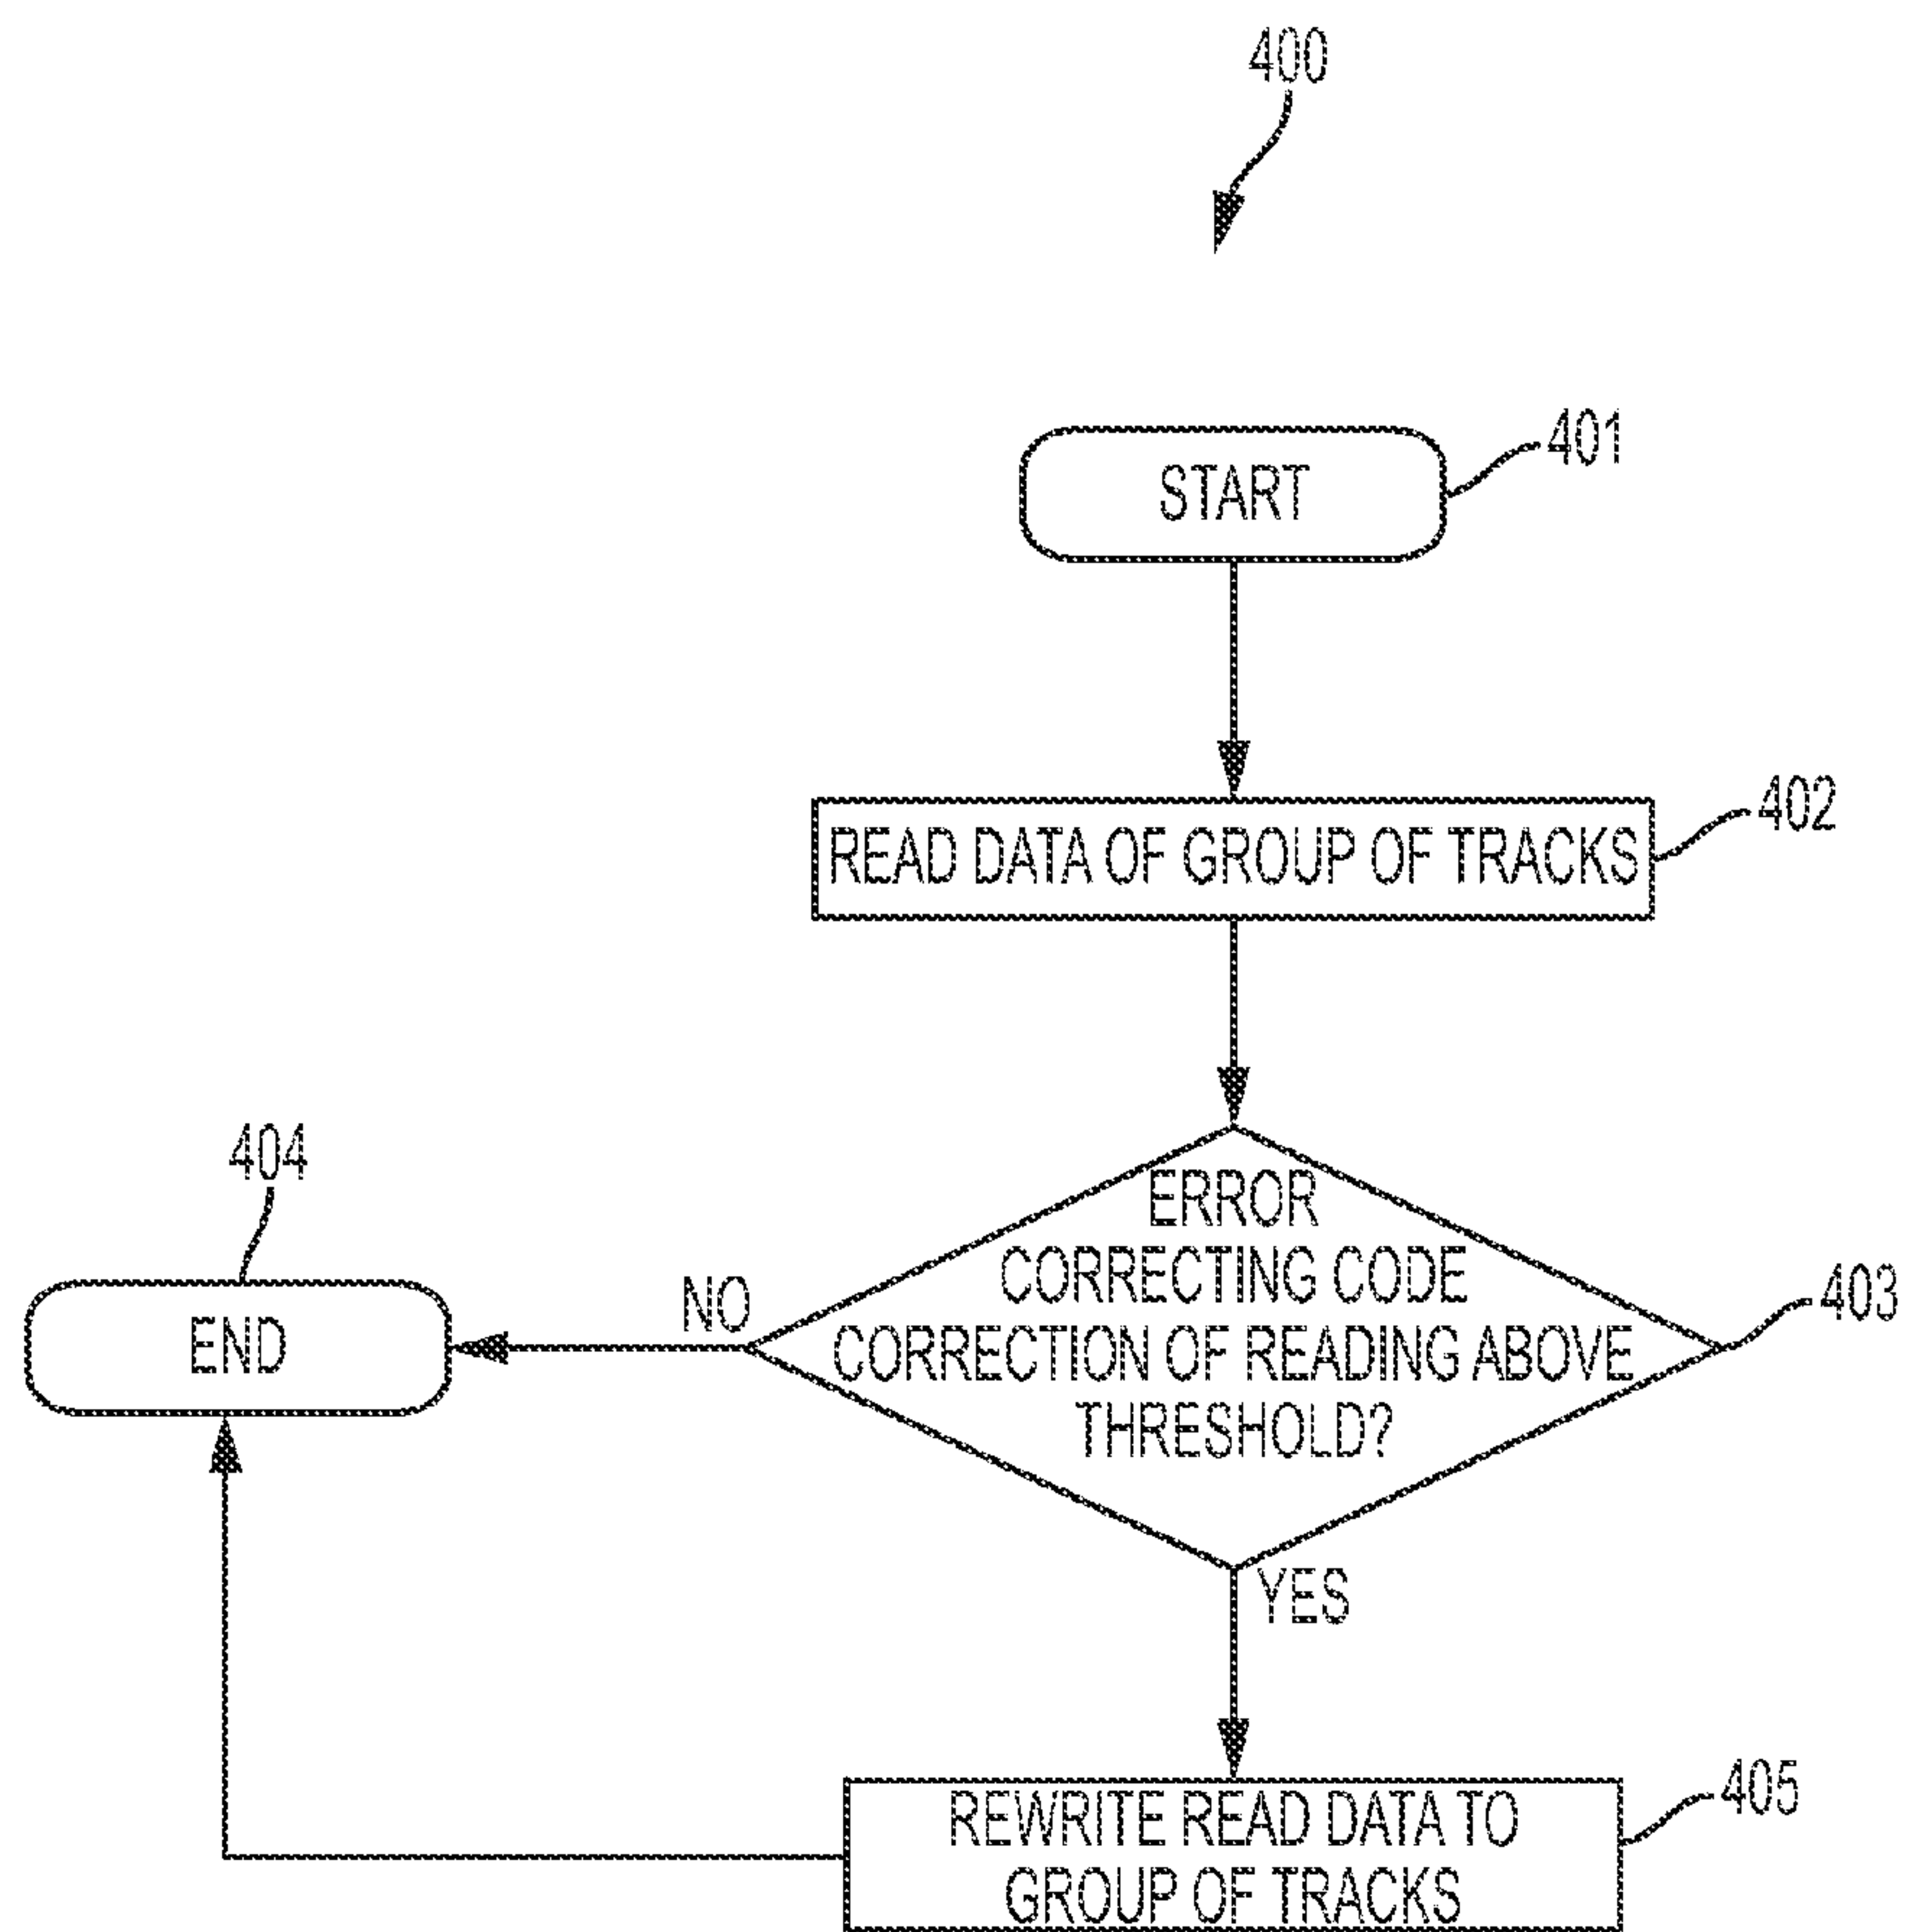 400
START
401
READ DATA OF GROUP OF TRACKS
402
404
ERROR
CORRECTING CODE
CORRECTION OF READING ABOVE
THRESHOLD?
403
NO
END
YES
REWRITE READ DATA TO
GROUP OF TRACKS
405